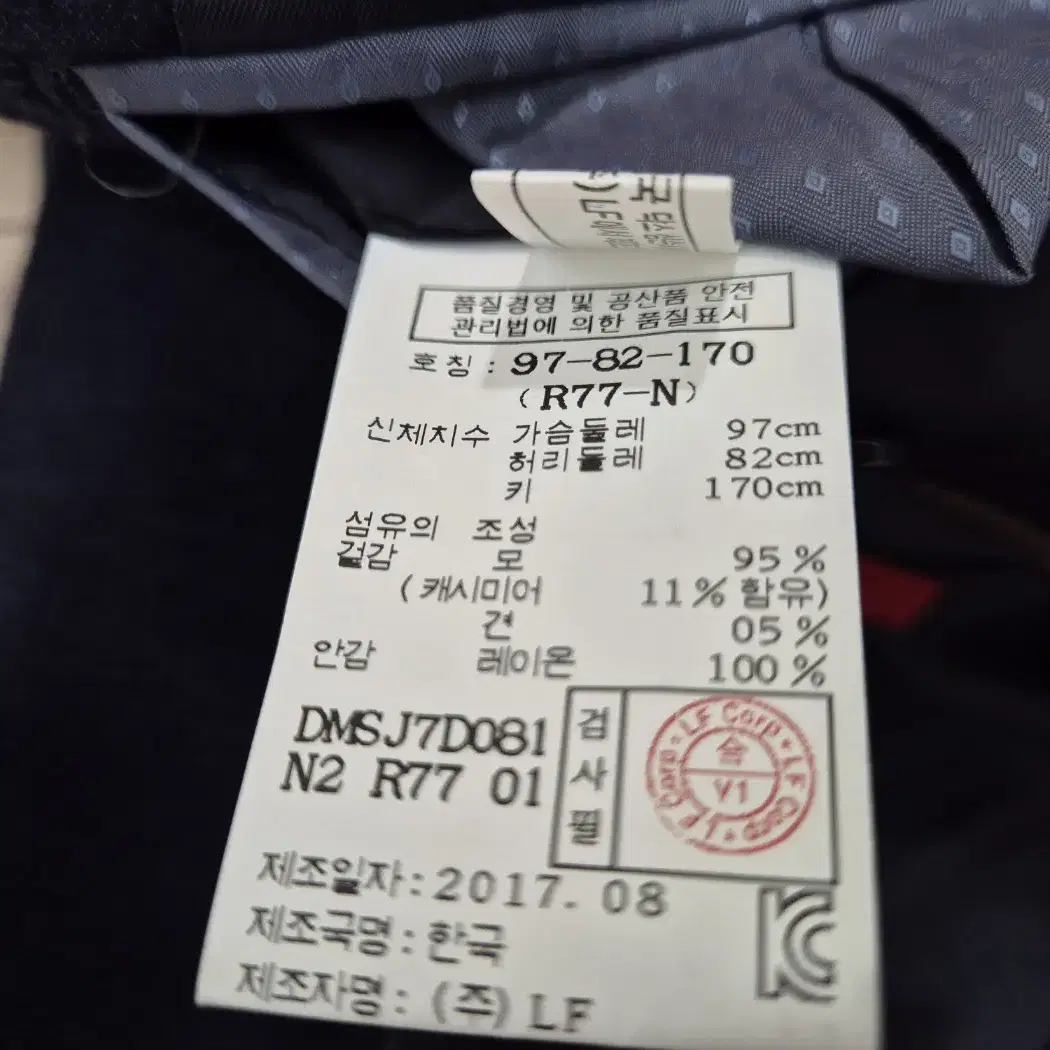 품질경영 및 공산품 안전
관리법에 의한 품질표시
호칭 : 97-82-170
(R77-N)
신체치수 가슴둘레 97cm
허리둘레 82cm
키 170cm
섬유의 조성
겉감 모 95 %
(캐시미어 11% 함유)
견 05 %
안감 레이온 100 %
DMSJ7D081
N2 R77 01
검사필
LF Corp · LF Corp · LF Corp
V1
제조일자 : 2017. 08
제조국명 : 한국
제조자명 : (주) LF